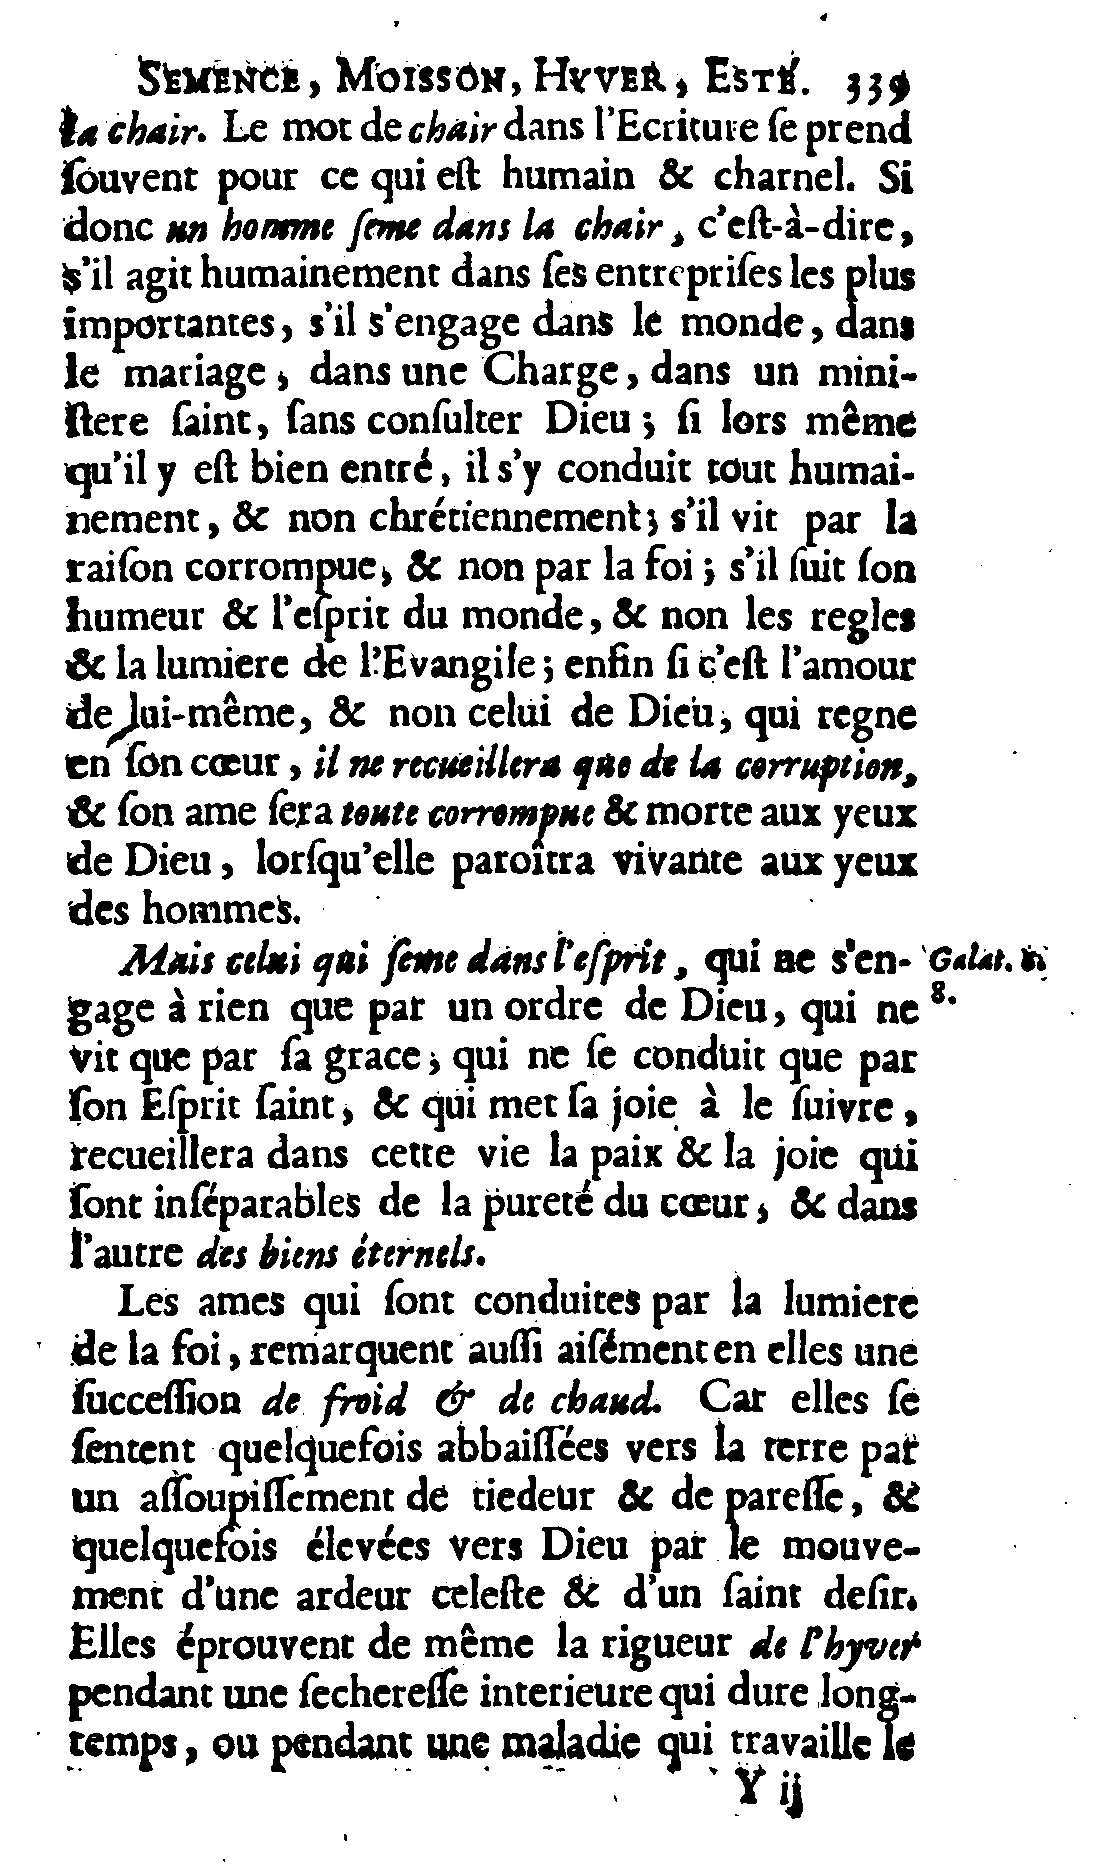 SEMENCE, MOISSON, HYVER, ESTÉ. 339
la chair. Le mot de chair dans l'Ecriture ſe prend
ſouvent pour ce qui eſt humain & charnel. Si
donc un homme ſeme dans la chair, c'eſt-à-dire,
s'il agit humainement dans ſes entrepriſes les plus
importantes, s'il s'engage dans le monde, dans
le mariage, dans une Charge, dans un mini-
ſtere ſaint, ſans conſulter Dieu; ſi lors même
qu'il y eſt bien entré, il s'y conduit tout humai-
nement, & non chrétiennement; s'il vit par la
raiſon corrompue, & non par la foi; s'il ſuit ſon
humeur & l'eſprit du monde, & non les regles
& la lumiere de l'Evangile; enfin ſi c'eſt l'amour
de lui-même, & non celui de Dieu, qui regne
en ſon cœur, il ne recueillera que de la corruption,
& ſon ame ſera toute corrompue & morte aux yeux
de Dieu, lorſqu'elle paroîtra vivante aux yeux
des hommes.
Mais celui qui ſeme dans l'eſprit, qui ne s'en- Galat.
gage à rien que par un ordre de Dieu, qui ne 8.
vit que par ſa grace, qui ne ſe conduit que par
ſon Eſprit ſaint, & qui met ſa joie à le ſuivre,
recueillera dans cette vie la paix & la joie qui
ſont inſéparables de la pureté du cœur, & dans
l'autre des biens éternels.
Les ames qui ſont conduites par la lumiere
de la foi, remarquent auſſi aiſément en elles une
ſucceſſion de froid & de chaud. Car elles ſe
ſentent quelquefois abbaiſſées vers la terre par
un aſſoupiſſement de tiedeur & de pareſſe, &
quelquefois élevées vers Dieu par le mouve-
ment d'une ardeur celeſte & d'un ſaint deſir.
Elles éprouvent de même la rigueur de l'hyver
pendant une ſechereſſe interieure qui dure long-
temps, ou pendant une maladie qui travaille le
Y ij